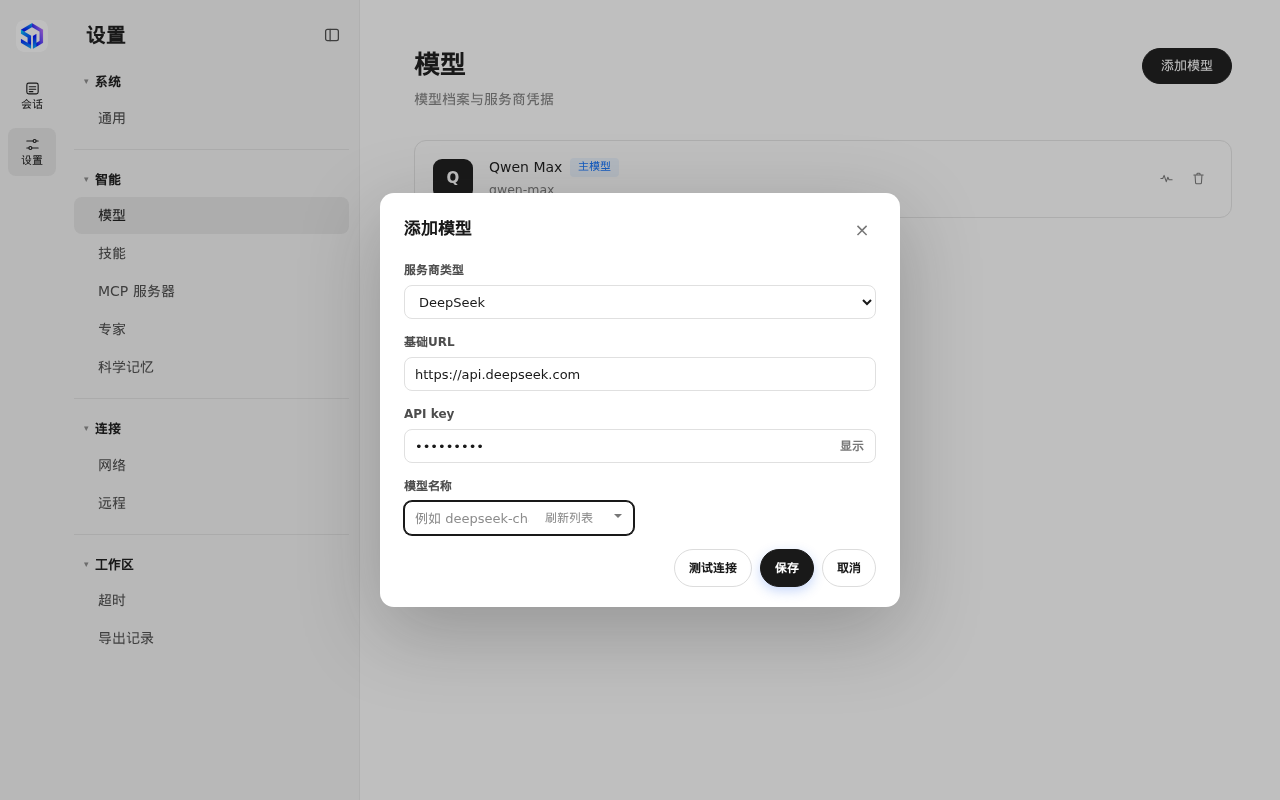 设置
会话
设置
▾ 系统
通用
▾ 智能
模型
技能
MCP 服务器
专家
科学记忆
▾ 连接
网络
远程
▾ 工作区
超时
导出记录
模型
添加模型
模型档案与服务商凭据
Q
Qwen Max 主模型
qwen-max
添加模型
服务商类型
DeepSeek
基础URL
https://api.deepseek.com
API key
••••••••• 显示
模型名称
例如 deepseek-ch 刷新列表
测试连接 保存 取消